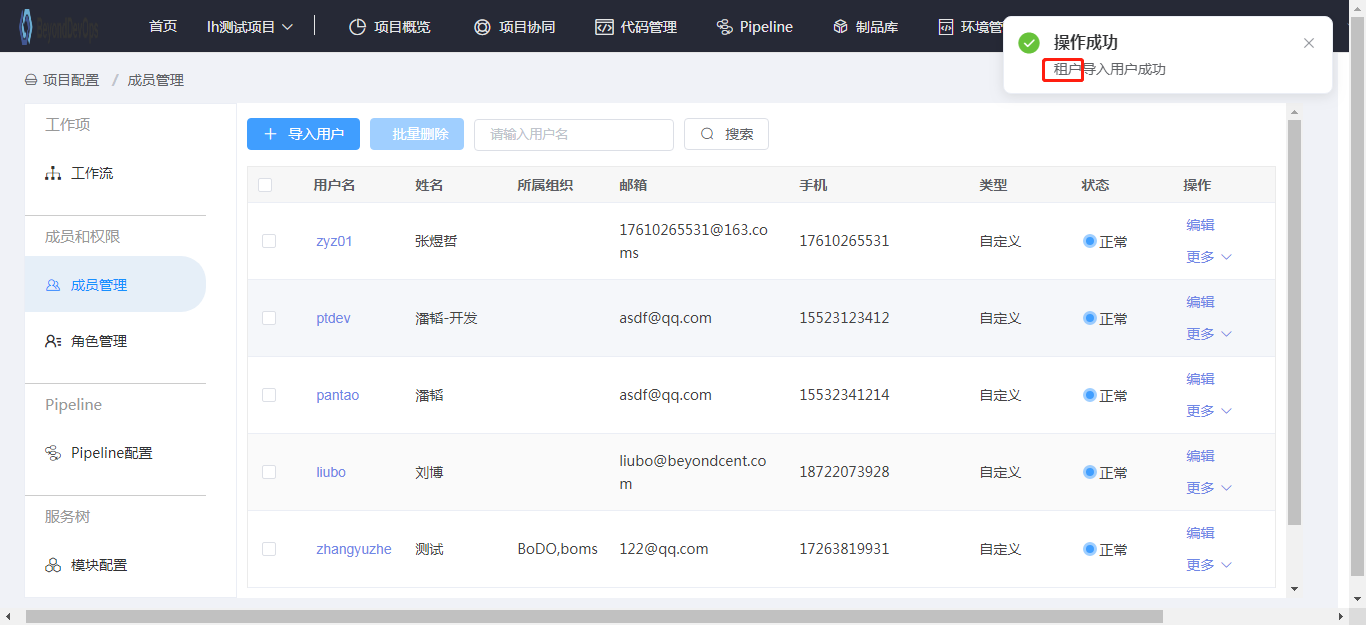 BeyondDevOps 首页 lh测试项目 项目概览 项目协同 代码管理 Pipeline 制品库 环境管
操作成功
租户导入用户成功
项目配置 / 成员管理
工作项
工作流
成员和权限
成员管理
角色管理
Pipeline
Pipeline配置
服务树
模块配置
导入用户 批量删除 请输入用户名 搜索
用户名 姓名 所属组织 邮箱 手机 类型 状态 操作
zyz01 张煜哲 17610265531@163.co
ms 17610265531 自定义 正常 编辑
更多
ptdev 潘韬-开发 asdf@qq.com 15523123412 自定义 正常 编辑
更多
pantao 潘韬 asdf@qq.com 15532341214 自定义 正常 编辑
更多
liubo 刘博 liubo@beyondcent.co
m 18722073928 自定义 正常 编辑
更多
zhangyuzhe 测试 BoDO,boms 122@qq.com 17263819931 自定义 正常 编辑
更多